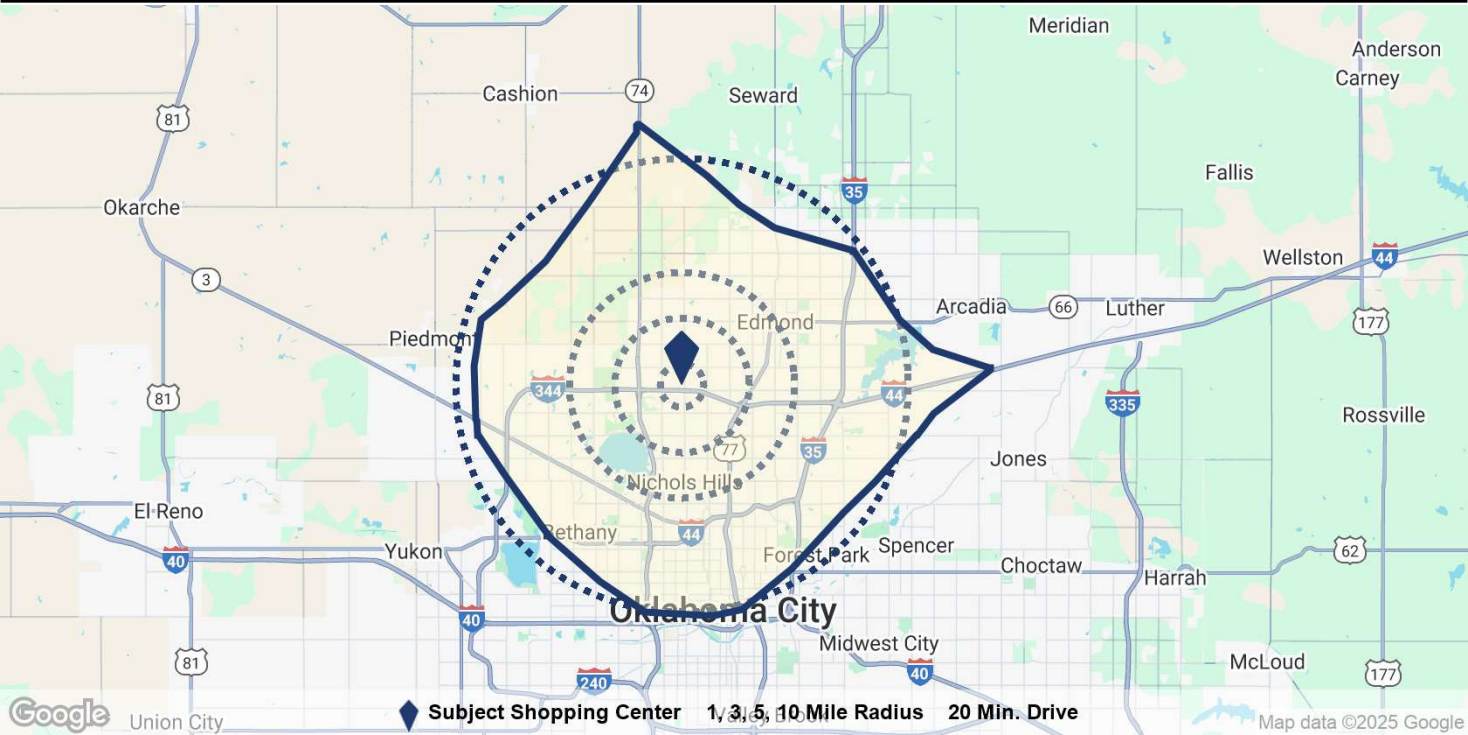 Meridian
Anderson
Carney
Cashion
74
Seward
81
Fallis
35
Okarche
Wellston
44
3
Arcadia
66
Luther
177
Edmond
Piedmont
344
44
81
335
Rossville
77
35
Jones
Nichols Hills
El Reno
Bethany
44
Yukon
Forest Park
Spencer
62
40
Choctaw
Harrah
Oklahoma City
40
Midwest City
81
40
McLoud
240
177
Subject Shopping Center 1, 3, 5, 10 Mile Radius 20 Min. Drive
Valley Brook
Google
Union City
Map data ©2025 Google